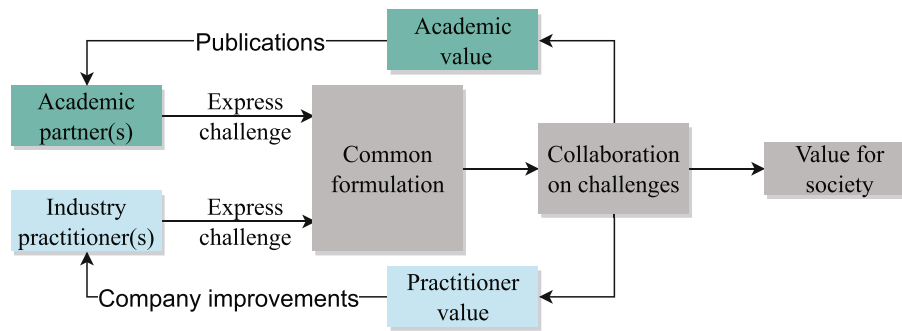 Academic
value
Publications
Academic
partner(s)
Express
challenge
Common
formulation
Collaboration
on challenges
Value for
society
Industry
practitioner(s)
Express
challenge
Practitioner
value
Company improvements